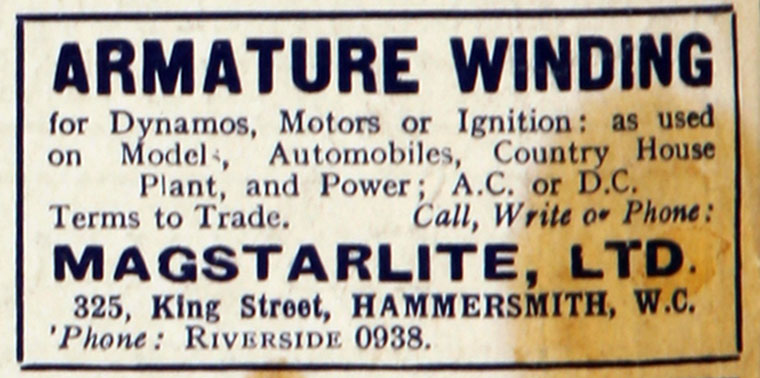 ARMATURE WINDING
for Dynamos, Motors or Ignition: as used
on Models, Automobiles, Country House
Plant, and Power; A.C. or D.C.
Terms to Trade. Call, Write or Phone:
MAGSTARLITE, LTD.
325, King Street, HAMMERSMITH, W.C.
'Phone: RIVERSIDE 0938.